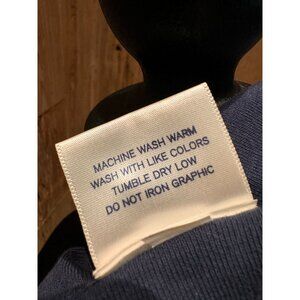 MACHINE WASH WARM
WASH WITH LIKE COLORS
TUMBLE DRY LOW
DO NOT IRON GRAPHIC